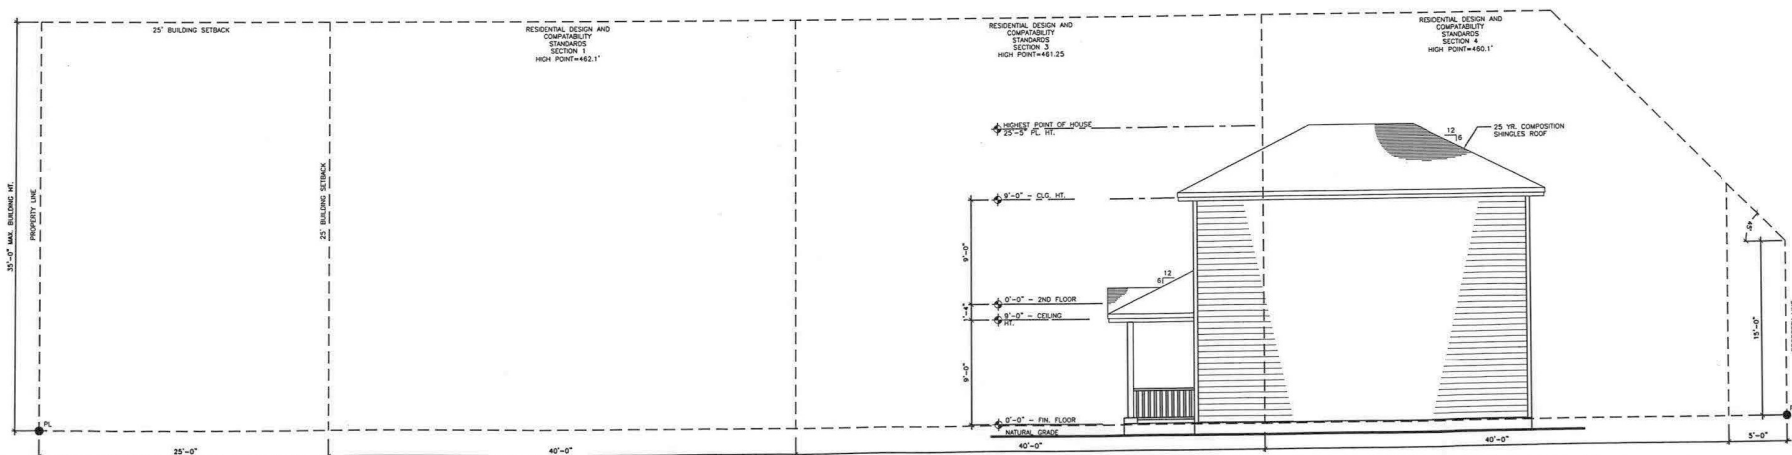 25' BUILDING SETBACK
RESIDENTIAL DESIGN AND
COMPATABILITY
STANDARDS
SECTION 1
HIGH POINT=462.1'
RESIDENTIAL DESIGN AND
COMPATABILITY
STANDARDS
SECTION 3
HIGH POINT=461.25
RESIDENTIAL DESIGN AND
COMPATABILITY
STANDARDS
SECTION 4
HIGH POINT=460.1'
35'-0" MAX. BUILDING HT.
PROPERTY LINE
25' BUILDING SETBACK
HIGHEST POINT OF HOUSE
25'-5" PL. HT.
12
6
25 YR. COMPOSITION
SHINGLES ROOF
9'-0" - CLG. HT.
45°
9'-0"
12
6
0'-0" - 2ND FLOOR
9'-0" - CEILING
HT.
15'-0"
9'-0"
0'-0" - FIN. FLOOR
NATURAL GRADE
PL
25'-0"
40'-0"
40'-0"
40'-0"
5'-0"